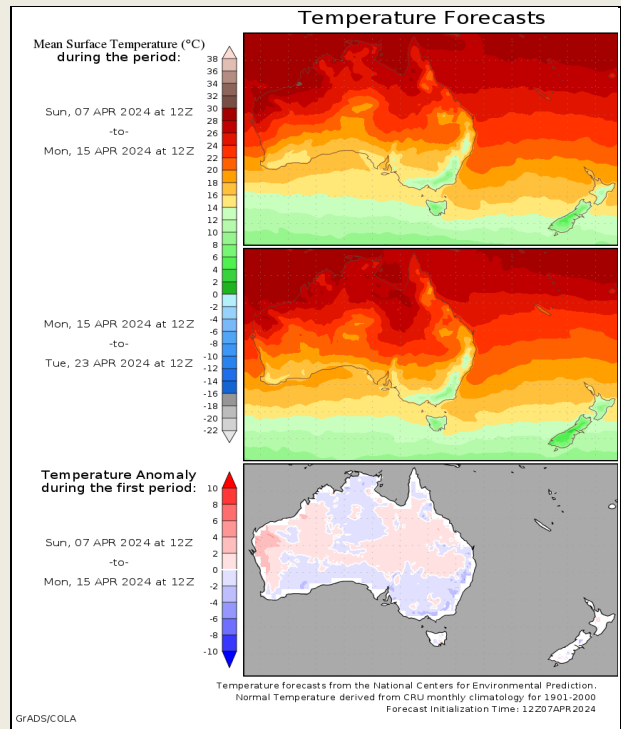 Temperature Forecasts
Mean Surface Temperature (°C)
during the period:
38
36
34
32
30
28
26
24
22
20
18
16
14
12
10
8
6
4
2
0
-2
-4
-6
-8
-10
-12
-14
-16
-18
-20
-22
Sun, 07 APR 2024 at 12Z
-to-
Mon, 15 APR 2024 at 12Z
Mon, 15 APR 2024 at 12Z
-to-
Tue, 23 APR 2024 at 12Z
Temperature Anomaly
during the first period:
10
8
6
4
2
0
-2
-4
-6
-8
-10
Sun, 07 APR 2024 at 12Z
-to-
Mon, 15 APR 2024 at 12Z
Temperature forecasts from the National Centers for Environmental Prediction.
Normal Temperature derived from CRU monthly climatology for 1901-2000
Forecast Initialization Time: 12Z07APR2024
GrADS/COLA